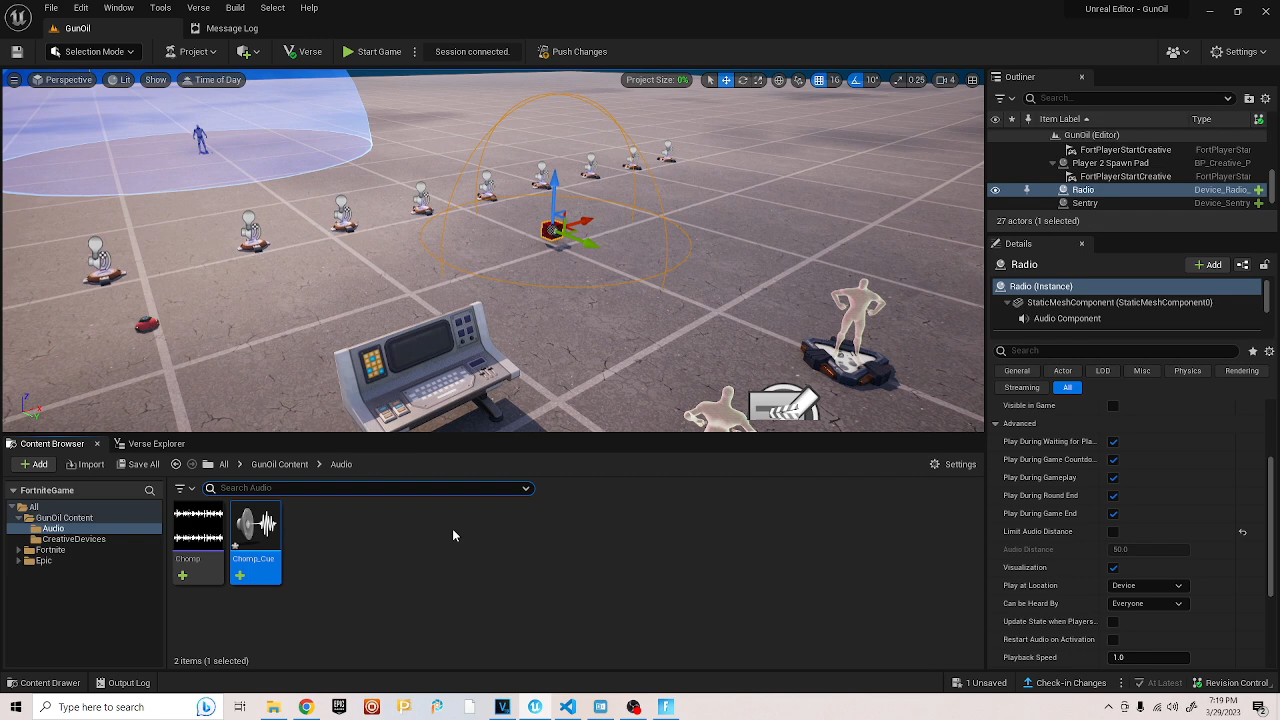 File Edit Window Tools Verse Build Select Help
Unreal Editor - GunOil
GunOil
Message Log
Selection Mode
Project
Verse
Start Game
Session connected.
Push Changes
Settings
Perspective
Lit
Show
Time of Day
Project Size: 0%
16
10°
0.25
4
Outliner
Search...
Item Label
Type
GunOil (Editor)
FortPlayerStartCreative
FortPlayerStartC
Player 2 Spawn Pad
BP_Creative_P
FortPlayerStartCreative
FortPlayerStartC
Radio
Device_Radio_
Sentry
Device_Sentry
27 actors (1 selected)
Details
Radio
Add
Radio (Instance)
StaticMeshComponent (StaticMeshComponent0)
Audio Component
Search
General
Actor
LOD
Misc
Physics
Rendering
Streaming
All
Visible in Game
Advanced
Play During Waiting for Pla...
Play During Game Countdo...
Play During Gameplay
Play During Round End
Play During Game End
Limit Audio Distance
Audio Distance
50.0
Visualization
Play at Location
Device
Can be Heard By
Everyone
Update State when Players...
Restart Audio on Activation
Playback Speed
1.0
Content Browser
Verse Explorer
Add
Import
Save All
All
GunOil Content
Audio
Settings
FortniteGame
All
GunOil Content
Audio
CreativeDevices
Fortnite
Epic
Search Audio
Chomp
Chomp_Cue
2 items (1 selected)
Content Drawer
Output Log
1 Unsaved
Check-in Changes
At Latest
Revision Control
Type here to search
7:19 PM
3/29/2023